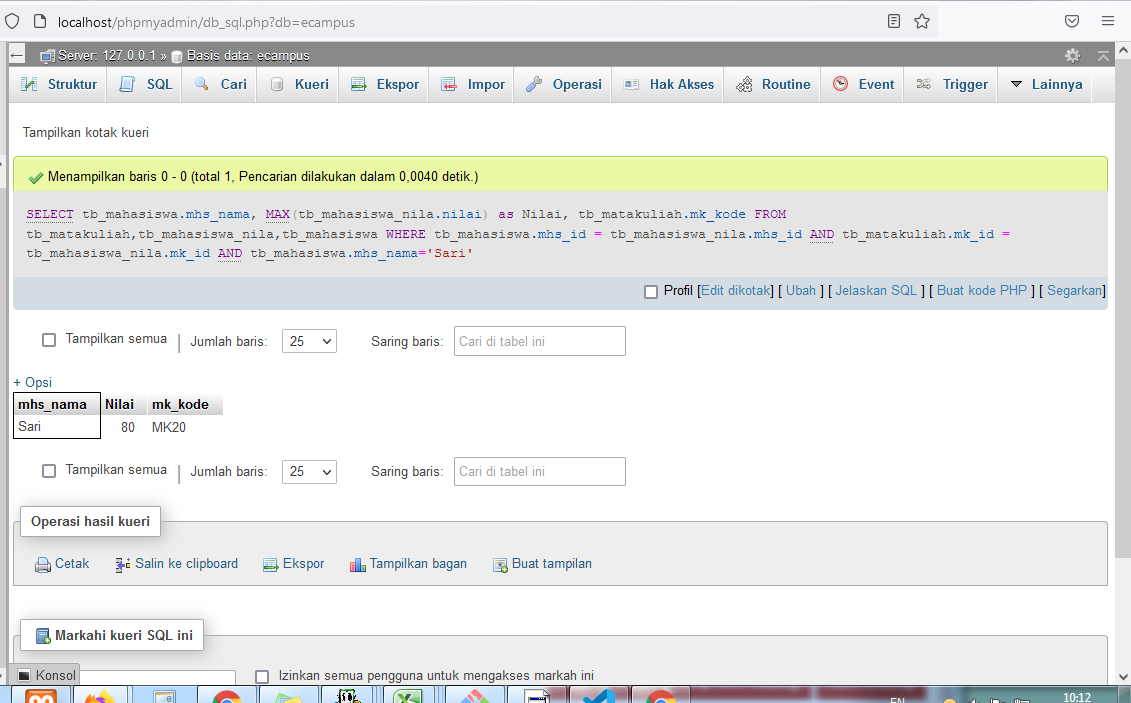 localhost/phpmyadmin/db_sql.php?db=ecampus
Server: 127.0.0.1 » Basis data: ecampus
Struktur SQL Cari Kueri Ekspor Impor Operasi Hak Akses Routine Event Trigger Lainnya
Tampilkan kotak kueri
Menampilkan baris 0 - 0 (total 1, Pencarian dilakukan dalam 0,0040 detik.)
SELECT tb_mahasiswa.mhs_nama, MAX(tb_mahasiswa_nila.nilai) as Nilai, tb_matakuliah.mk_kode FROM
tb_matakuliah,tb_mahasiswa_nila,tb_mahasiswa WHERE tb_mahasiswa.mhs_id = tb_mahasiswa_nila.mhs_id AND tb_matakuliah.mk_id =
tb_mahasiswa_nila.mk_id AND tb_mahasiswa.mhs_nama='Sari'
Profil [Edit dikotak] [ Ubah ] [ Jelaskan SQL ] [ Buat kode PHP ] [ Segarkan]
Tampilkan semua | Jumlah baris: 25 Saring baris: Cari di tabel ini
+ Opsi
mhs_nama Nilai mk_kode
Sari 80 MK20
Tampilkan semua | Jumlah baris: 25 Saring baris: Cari di tabel ini
Operasi hasil kueri
Cetak Salin ke clipboard Ekspor Tampilkan bagan Buat tampilan
Markahi kueri SQL ini
Konsol Izinkan semua pengguna untuk mengakses markah ini
EN 10:12